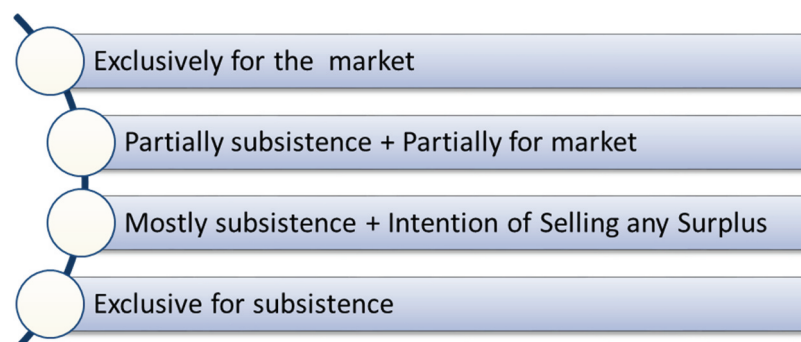 Exclusively for the  market
Partially subsistence + Partially for market
Mostly subsistence + Intention of Selling any Surplus
Exclusive for subsistence